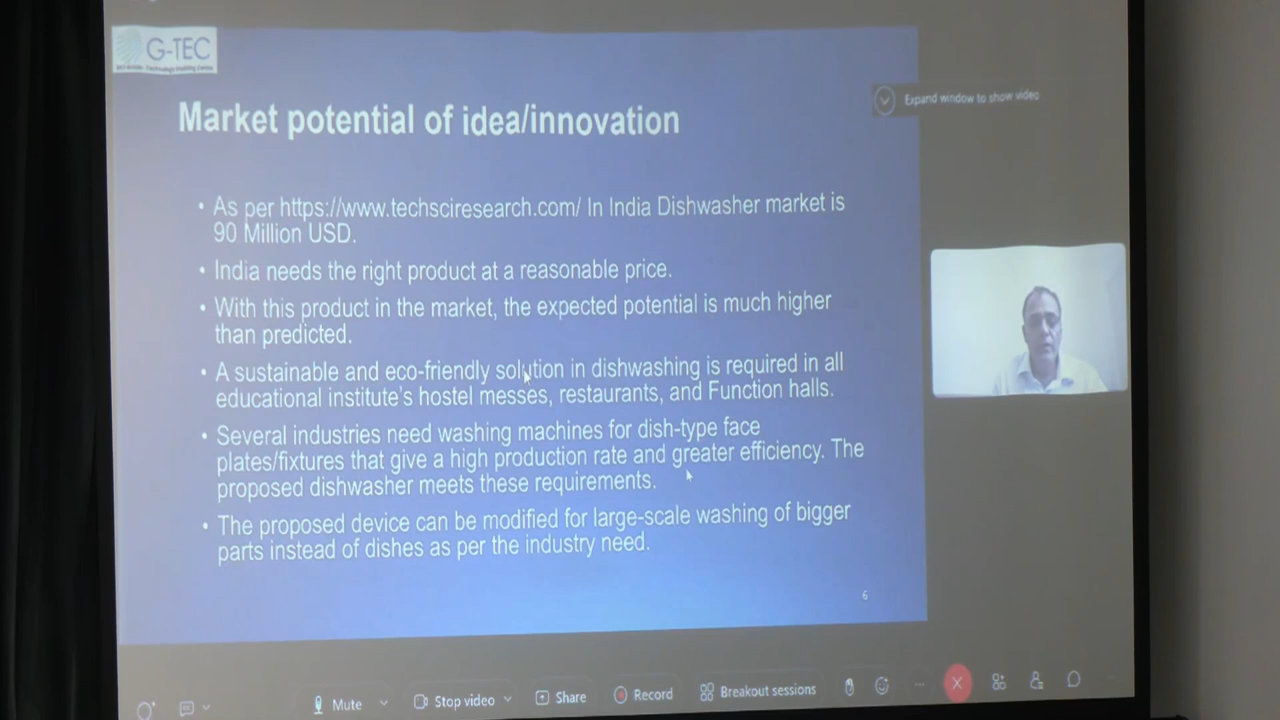 G-TEC
Market potential of idea/innovation
• As per https://www.techsciresearch.com/ In India Dishwasher market is
90 Million USD.
• India needs the right product at a reasonable price.
• With this product in the market, the expected potential is much higher
than predicted.
• A sustainable and eco-friendly solution in dishwashing is required in all
educational institute's hostel messes, restaurants, and Function halls.
• Several industries need washing machines for dish-type face
plates/fixtures that give a high production rate and greater efficiency. The
proposed dishwasher meets these requirements.
• The proposed device can be modified for large-scale washing of bigger
parts instead of dishes as per the industry need.
6
Expand window to show video
Mute
Stop video
Share
Record
Breakout sessions